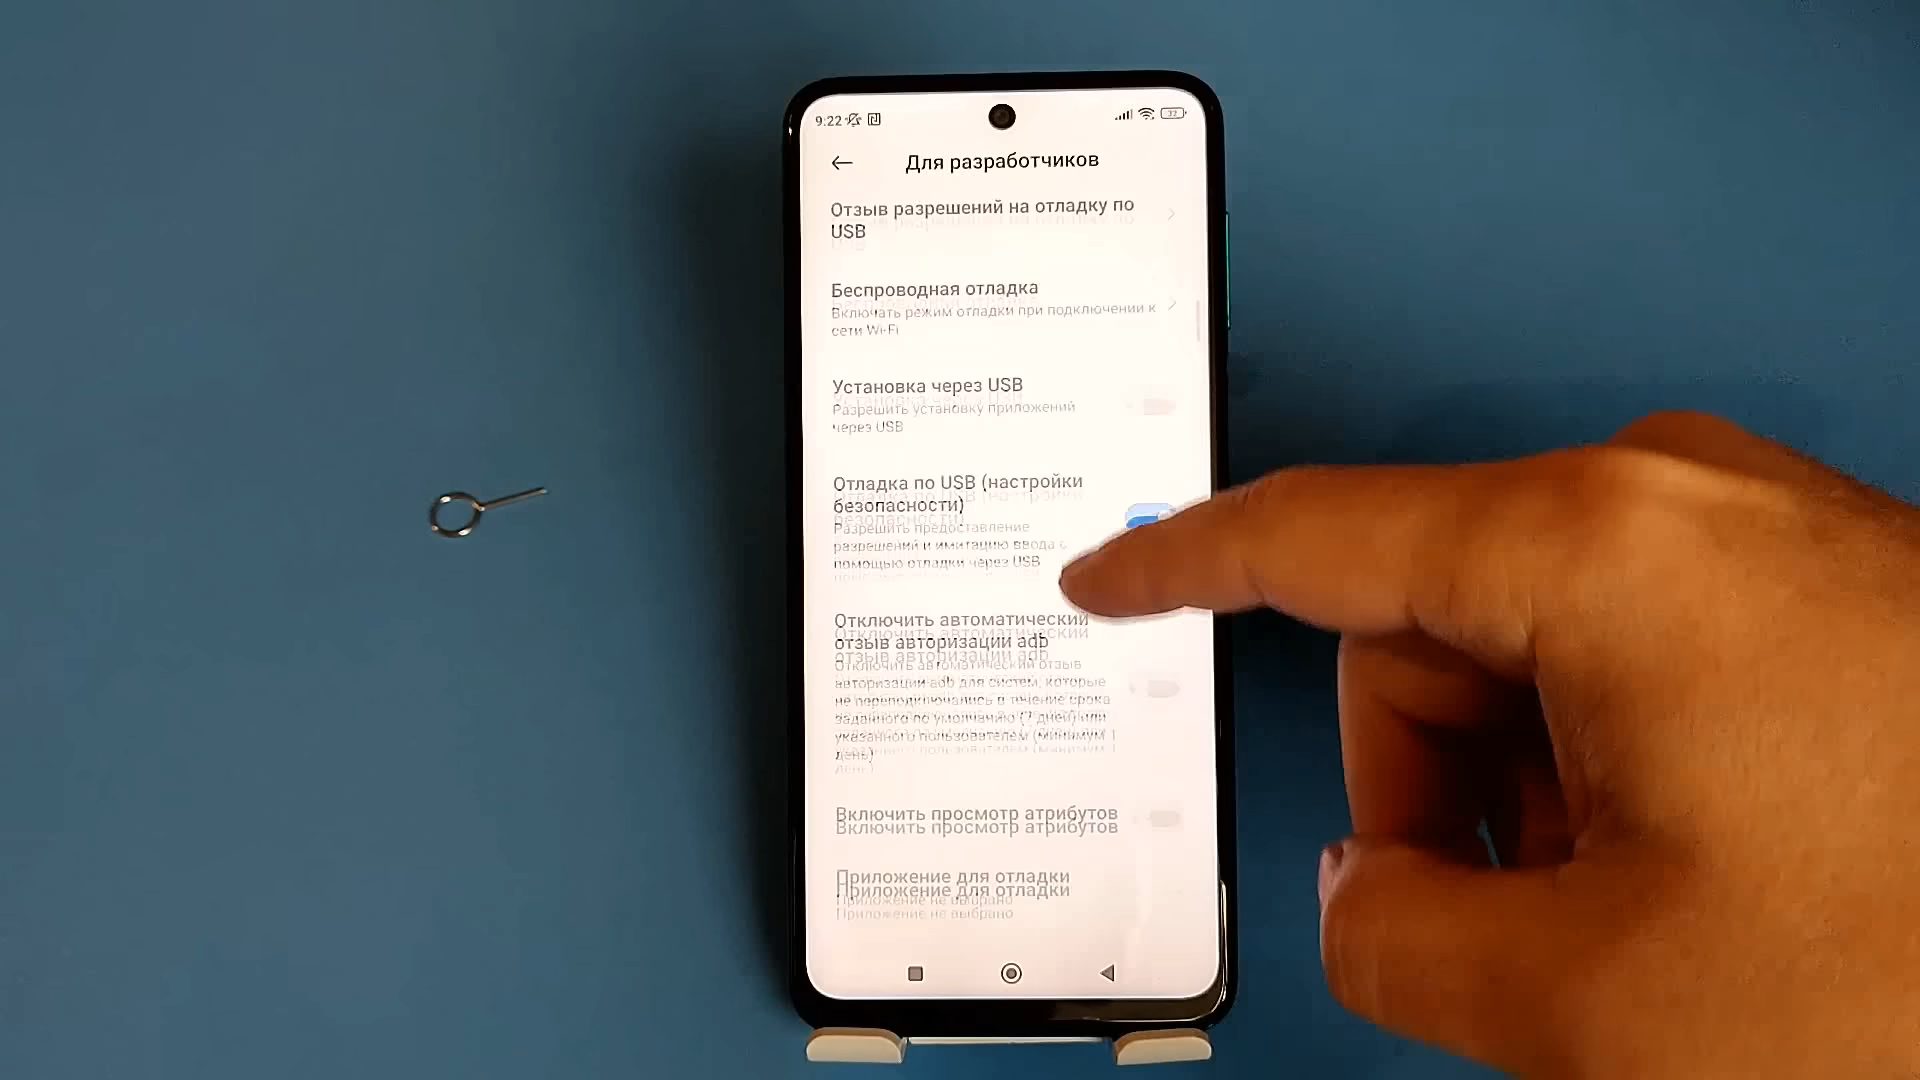 9:22
32
Для разработчиков
Отзыв разрешений на отладку по
USB
Беспроводная отладка
Включать режим отладки при подключении к
сети Wi-Fi
Установка через USB
Разрешить установку приложений
через USB
Отладка по USB (настройки
безопасности)
Разрешить предоставление
разрешений и имитацию ввода с
помощью отладки через USB
Отключить автоматический
отзыв авторизации adb
Отключить автоматический отзыв
авторизации adb для систем, которые
не переподключались в течение срока
заданного по умолчанию (7 дней) или
указанного пользователем (минимум 1
день)
Включить просмотр атрибутов
Приложение для отладки
Приложение не выбрано